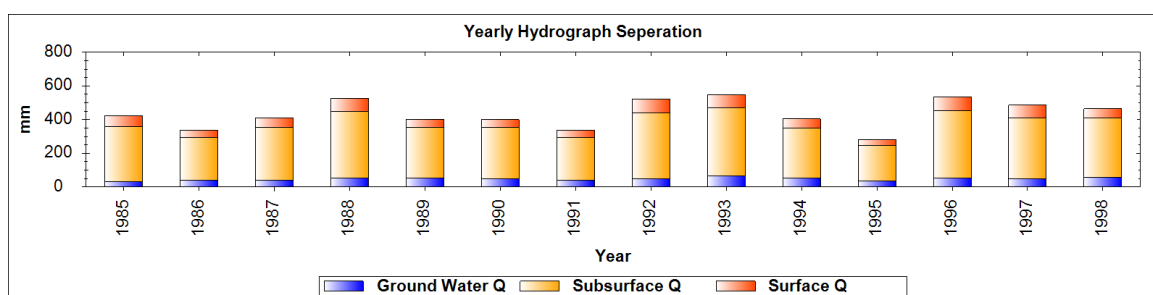 Yearly Hydrograph Seperation
800
600
400
200
0
mm
1985 1986 1987 1988 1989 1990 1991 1992 1993 1994 1995 1996 1997 1998
Year
Ground Water Q Subsurface Q Surface Q